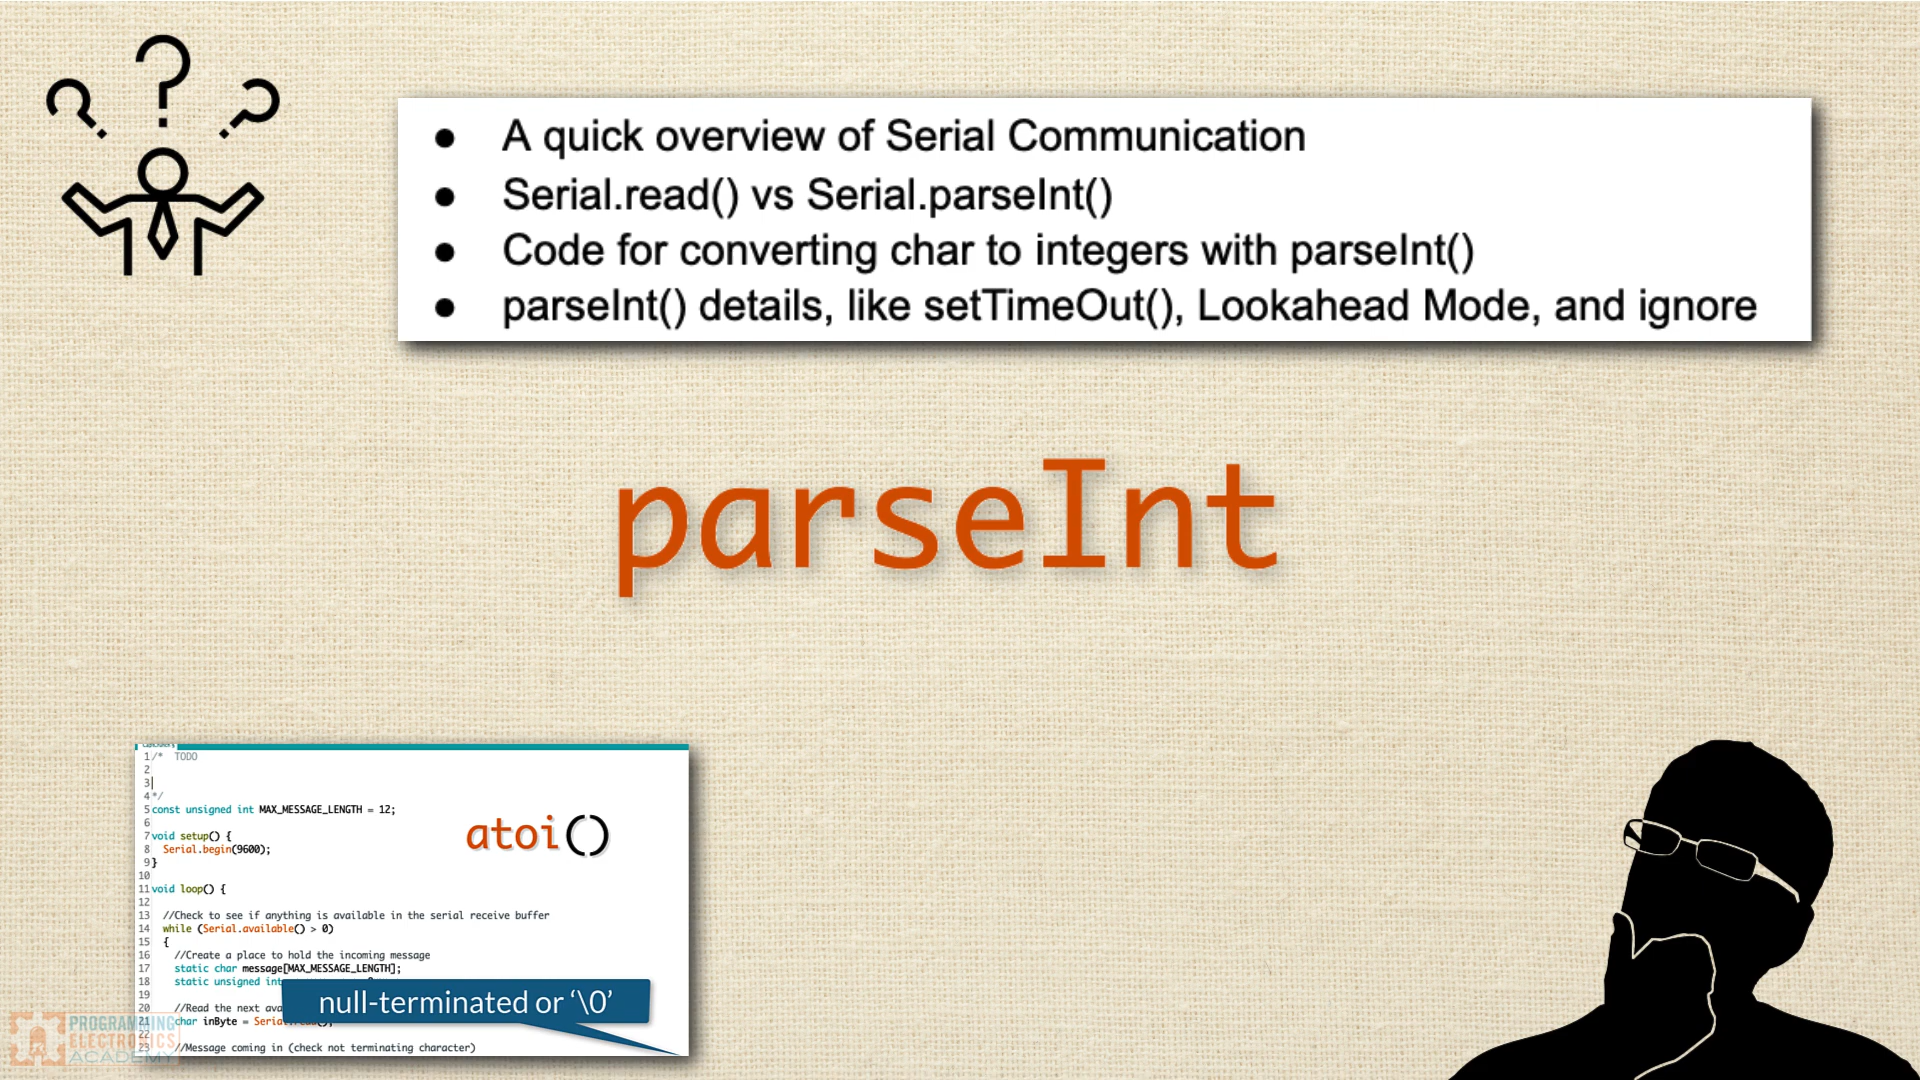 ? ? ?
• A quick overview of Serial Communication
• Serial.read() vs Serial.parseInt()
• Code for converting char to integers with parseInt()
• parseInt() details, like setTimeOut(), Lookahead Mode, and ignore
parseInt
1 /* TODO
2
3
4 */
5 const unsigned int MAX_MESSAGE_LENGTH = 12;
6
7 void setup() {
8 Serial.begin(9600);
9 }
10
11 void loop() {
12
13 //Check to see if anything is available in the serial receive buffer
14 while (Serial.available() > 0)
15 {
16 //Create a place to hold the incoming message
17 static char message[MAX_MESSAGE_LENGTH];
18 static unsigned int
19
20 //Read the next ava
21 char inByte = Serial.read();
22
23 //Message coming in (check not terminating character)
atoi()
null-terminated or ‘\0’
PROGRAMMING
ELECTRONICS
ACADEMY